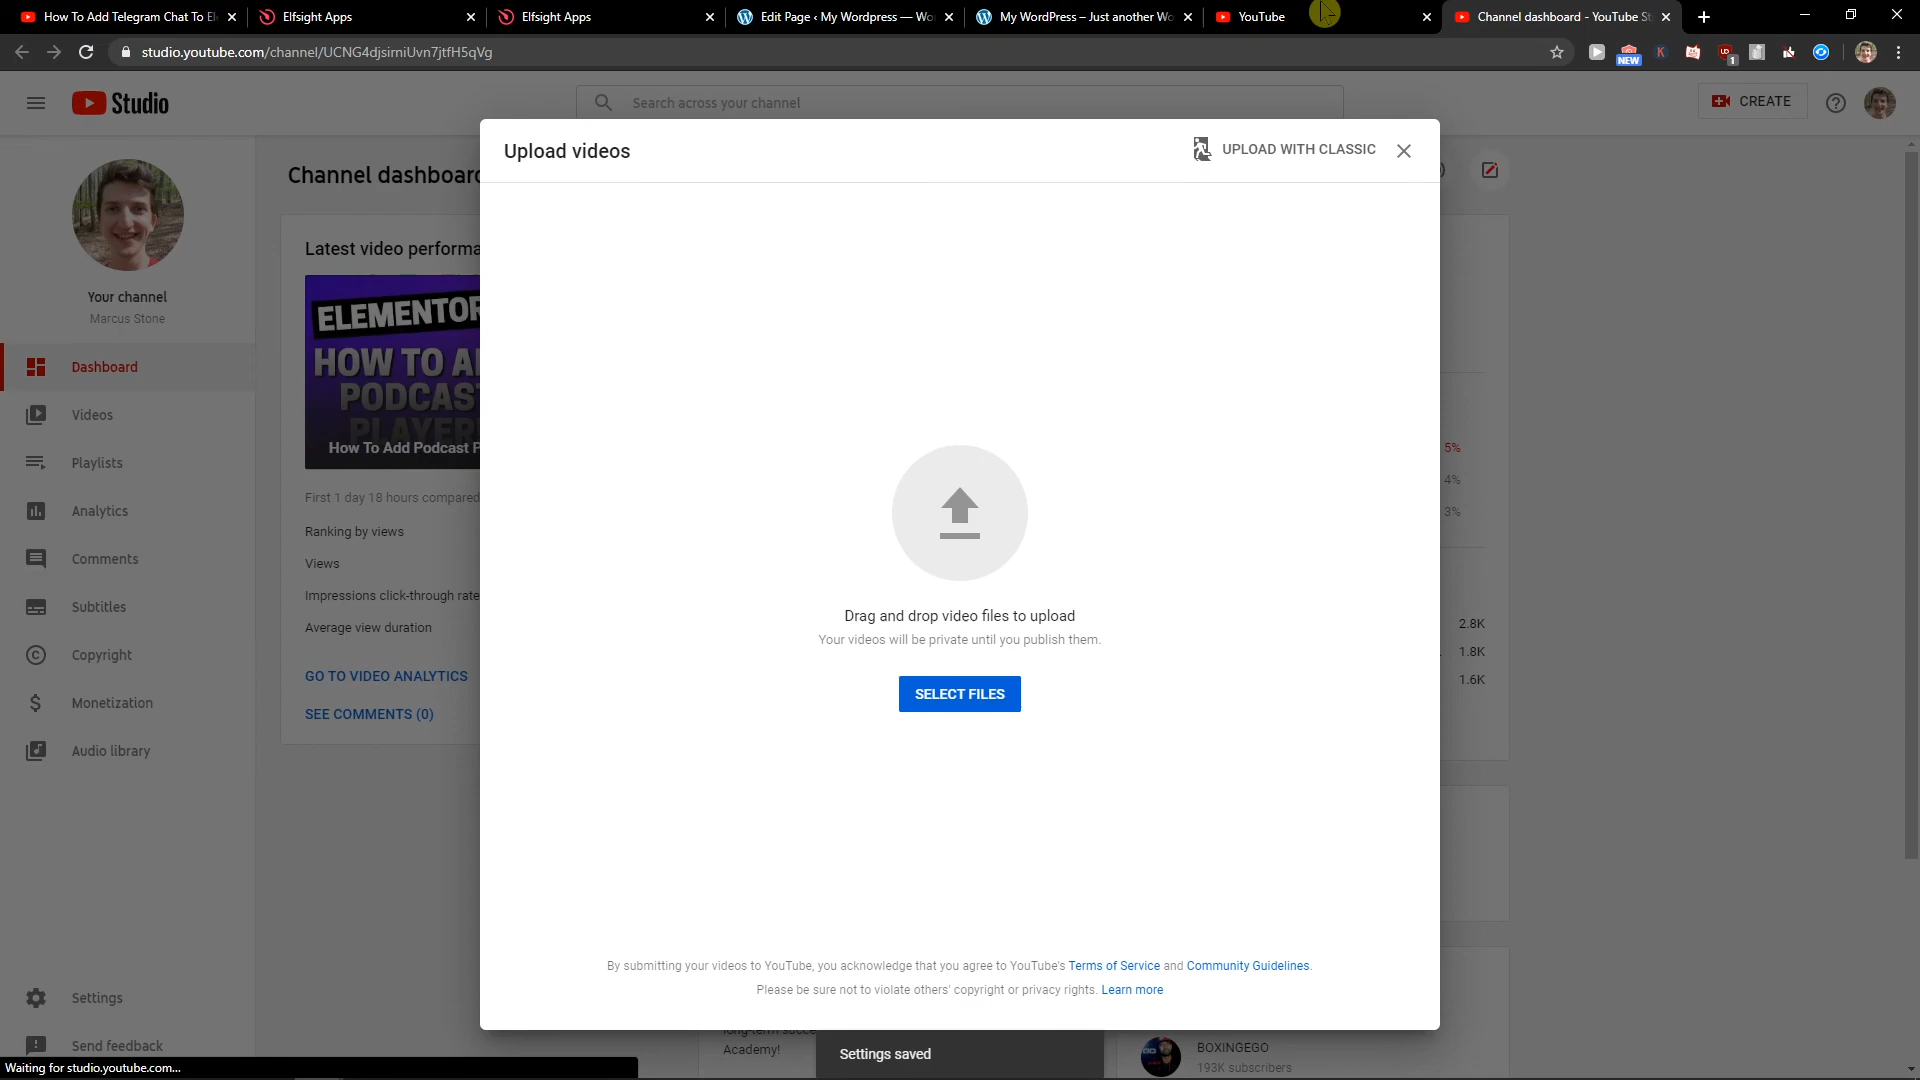 How To Add Telegram Chat To El
Elfsight Apps
Elfsight Apps
Edit Page ‹ My Wordpress — Wo
My WordPress – Just another Wo
YouTube
Channel dashboard - YouTube St
studio.youtube.com/channel/UCNG4djsirniUvn7jtfH5qVg
NEW
K
1
Studio
Search across your channel
CREATE
Upload videos
UPLOAD WITH CLASSIC
Your channel
Marcus Stone
Dashboard
Videos
Playlists
Analytics
Comments
Subtitles
Copyright
Monetization
Audio library
Settings
Send feedback
Channel dashboard
Latest video performa
ELEMENTOR
HOW TO AD
PODCAST
PLAYER
How To Add Podcast P
First 1 day 18 hours compared
Ranking by views
Views
Impressions click-through rate
Average view duration
GO TO VIDEO ANALYTICS
SEE COMMENTS (0)
Drag and drop video files to upload
Your videos will be private until you publish them.
SELECT FILES
By submitting your videos to YouTube, you acknowledge that you agree to YouTube's Terms of Service and Community Guidelines.
Please be sure not to violate others' copyright or privacy rights. Learn more
5%
4%
3%
2.8K
1.8K
1.6K
Academy!
Settings saved
BOXINGEGO
193K subscribers
Waiting for studio.youtube.com...